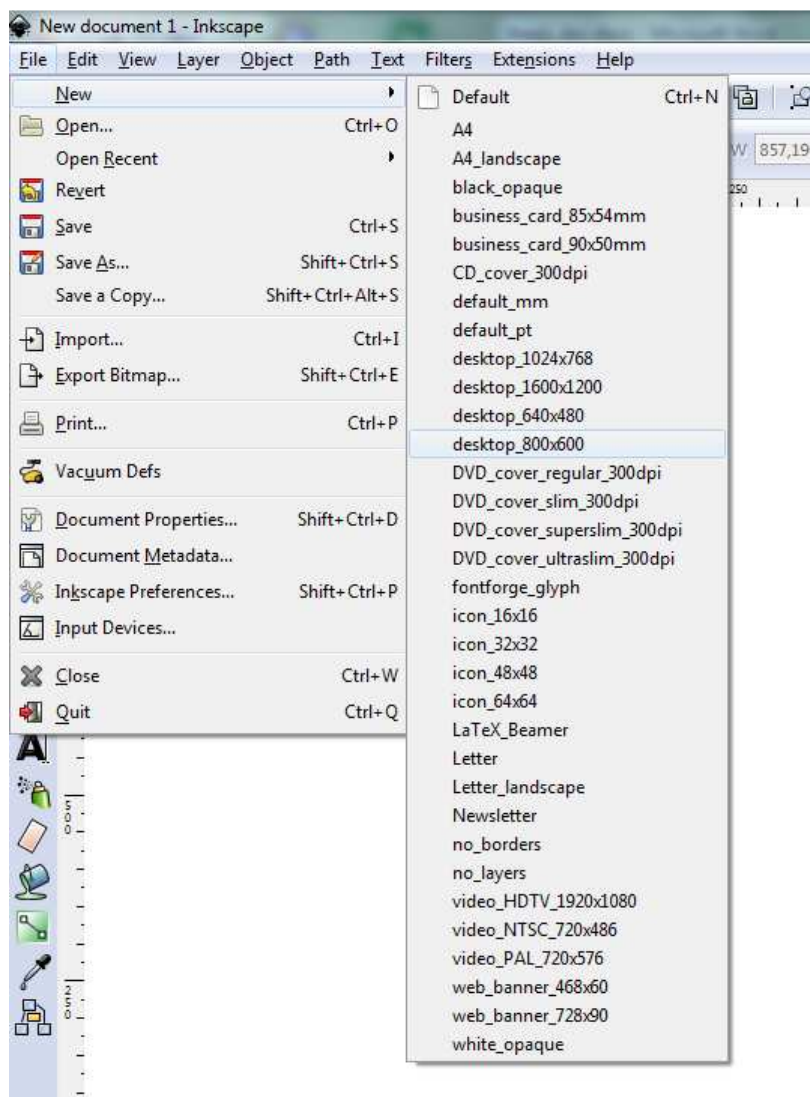 New document 1 - Inkscape
File Edit View Layer Object Path Text Filters Extensions Help
New
Open... Ctrl+O
Open Recent
Revert
Save Ctrl+S
Save As... Shift+Ctrl+S
Save a Copy... Shift+Ctrl+Alt+S
Import... Ctrl+I
Export Bitmap... Shift+Ctrl+E
Print... Ctrl+P
Vacuum Defs
Document Properties... Shift+Ctrl+D
Document Metadata...
Inkscape Preferences... Shift+Ctrl+P
Input Devices...
Close Ctrl+W
Quit Ctrl+Q
Default Ctrl+N
A4
A4_landscape
black_opaque
business_card_85x54mm
business_card_90x50mm
CD_cover_300dpi
default_mm
default_pt
desktop_1024x768
desktop_1600x1200
desktop_640x480
desktop_800x600
DVD_cover_regular_300dpi
DVD_cover_slim_300dpi
DVD_cover_superslim_300dpi
DVD_cover_ultraslim_300dpi
fontforge_glyph
icon_16x16
icon_32x32
icon_48x48
icon_64x64
LaTeX_Beamer
Letter
Letter_landscape
Newsletter
no_borders
no_layers
video_HDTV_1920x1080
video_NTSC_720x486
video_PAL_720x576
web_banner_468x60
web_banner_728x90
white_opaque
W 857,19
250
500
250